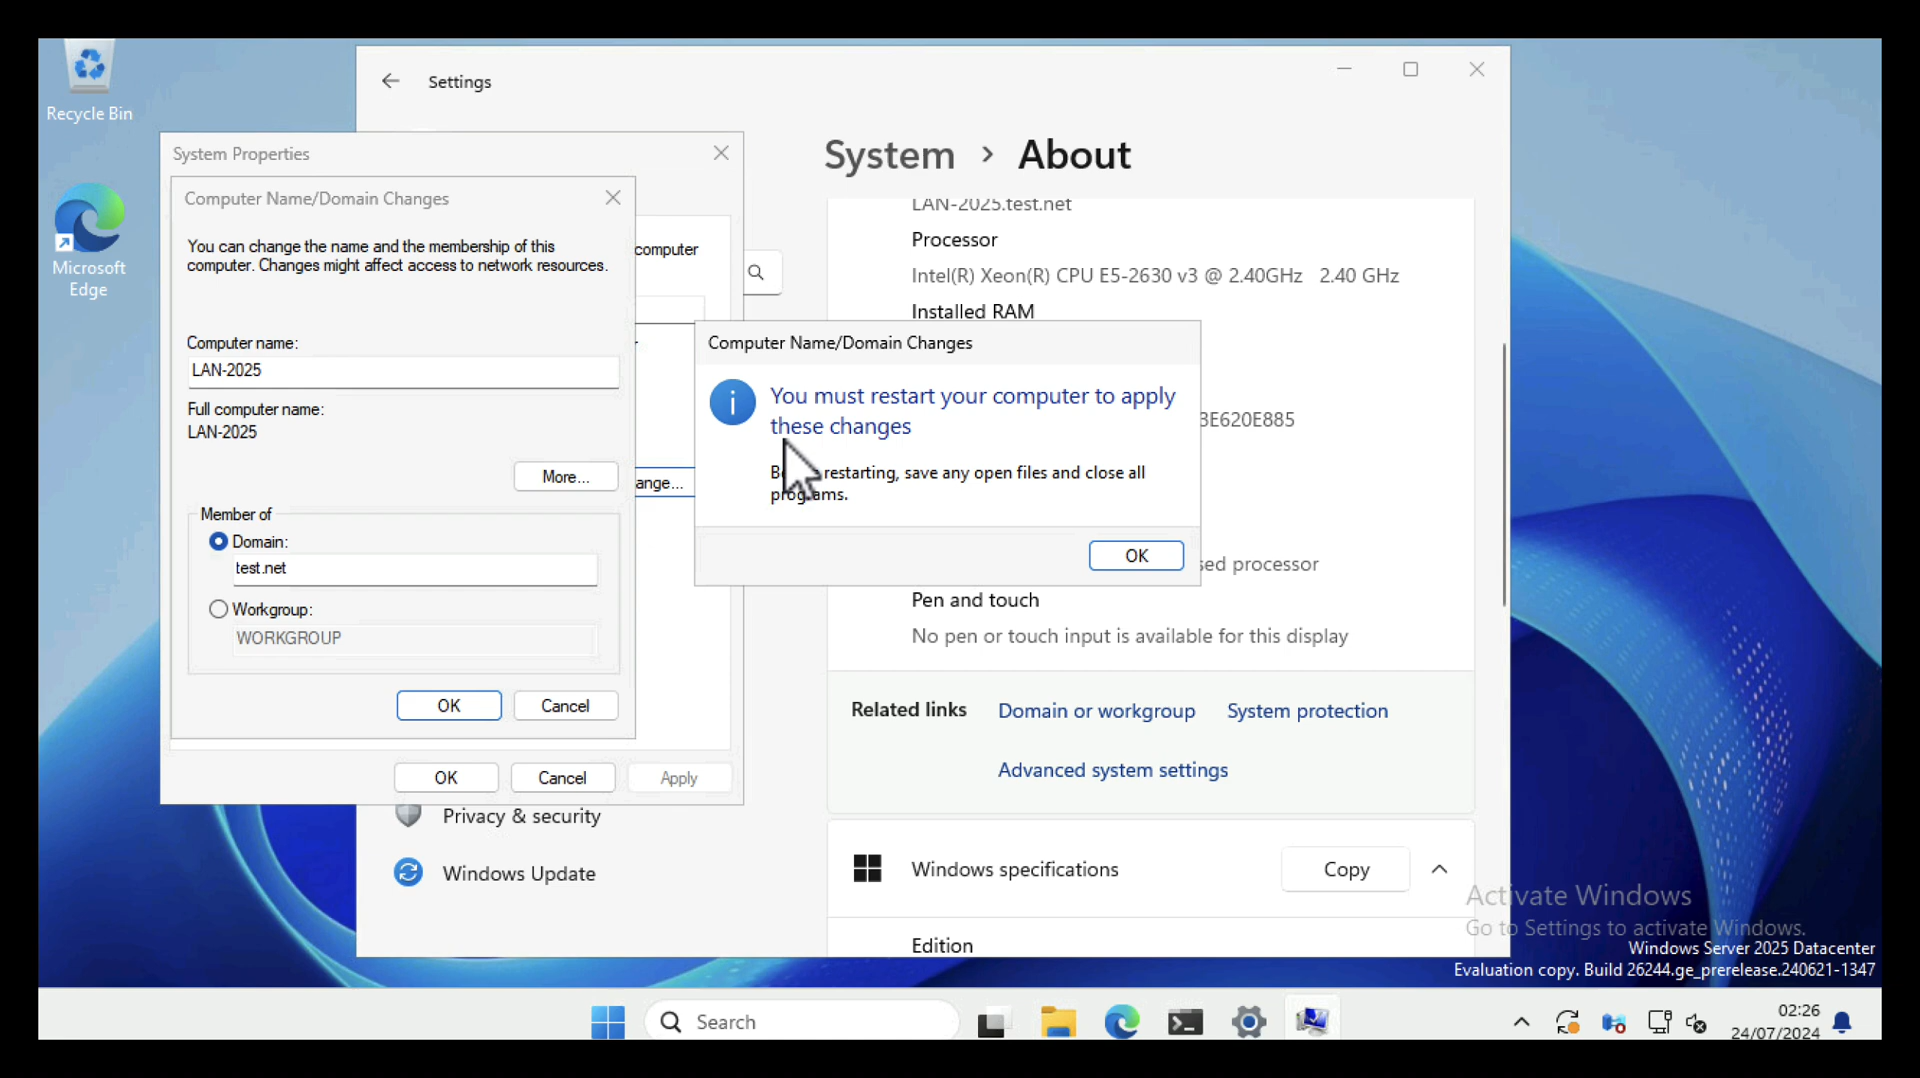 Recycle Bin
Microsoft
Edge
Settings
System Properties
Computer Name/Domain Changes
You can change the name and the membership of this
computer. Changes might affect access to network resources.
computer
Computer name:
LAN-2025
Full computer name:
LAN-2025
More...
ange...
Member of
Domain:
test.net
Workgroup:
WORKGROUP
OK
Cancel
OK
Cancel
Apply
Privacy & security
Windows Update
System > About
LAN-2025.test.net
Processor
Intel(R) Xeon(R) CPU E5-2630 v3 @ 2.40GHz 2.40 GHz
Installed RAM
Computer Name/Domain Changes
You must restart your computer to apply
these changes
restarting, save any open files and close all
programs.
OK
3E620E885
sed processor
Pen and touch
No pen or touch input is available for this display
Related links
Domain or workgroup
System protection
Advanced system settings
Windows specifications
Copy
Edition
Activate Windows
Go to Settings to activate Windows.
Windows Server 2025 Datacenter
Evaluation copy. Build 26244.ge_prerelease.240621-1347
Search
02:26
24/07/2024